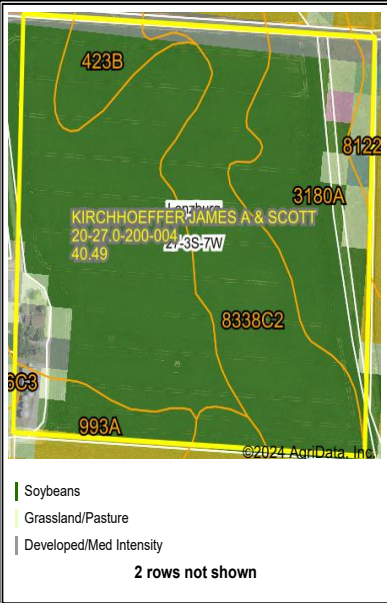 423B
8122
3180A
Lenzburg
KIRCHHOEFFER JAMES A & SCOTT
20-27.0-200-004
27-3S-7W
40.49
8338C2
6C3
993A
©2024 AgriData, Inc.
Soybeans
Grassland/Pasture
Developed/Med Intensity
2 rows not shown